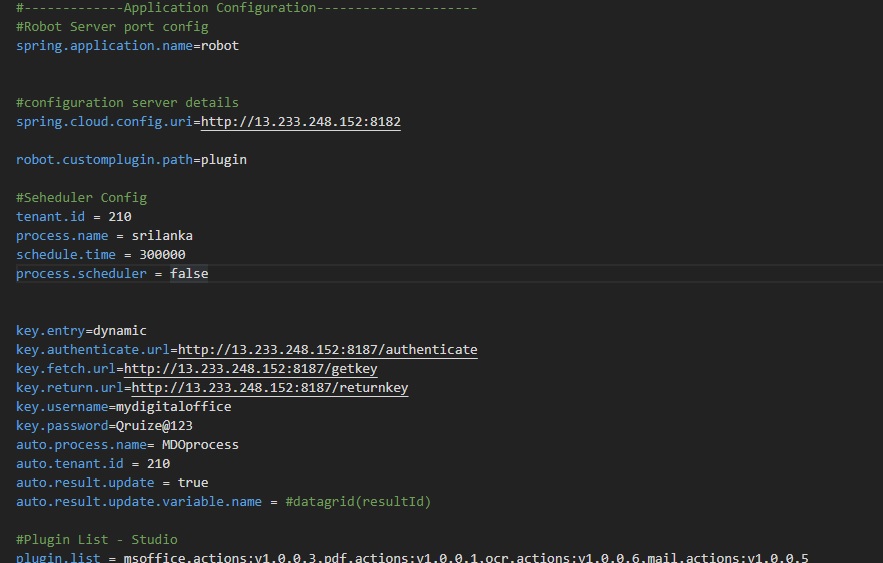 #-------------Application Configuration---------------------
#Robot Server port config
spring.application.name=robot
#configuration server details
spring.cloud.config.uri=http://13.233.248.152:8182
robot.customplugin.path=plugin
#Seheduler Config
tenant.id = 210
process.name = srilanka
schedule.time = 300000
process.scheduler = false
key.entry=dynamic
key.authenticate.url=http://13.233.248.152:8187/authenticate
key.fetch.url=http://13.233.248.152:8187/getkey
key.return.url=http://13.233.248.152:8187/returnkey
key.username=mydigitaloffice
key.password=Qruize@123
auto.process.name= MDOprocess
auto.tenant.id = 210
auto.result.update = true
auto.result.update.variable.name = #datagrid(resultId)
#Plugin List - Studio
plugin.list = msoffice.actions:v1.0.0.3,pdf.actions:v1.0.0.1,ocr.actions:v1.0.0.6,mail.actions:v1.0.0.5